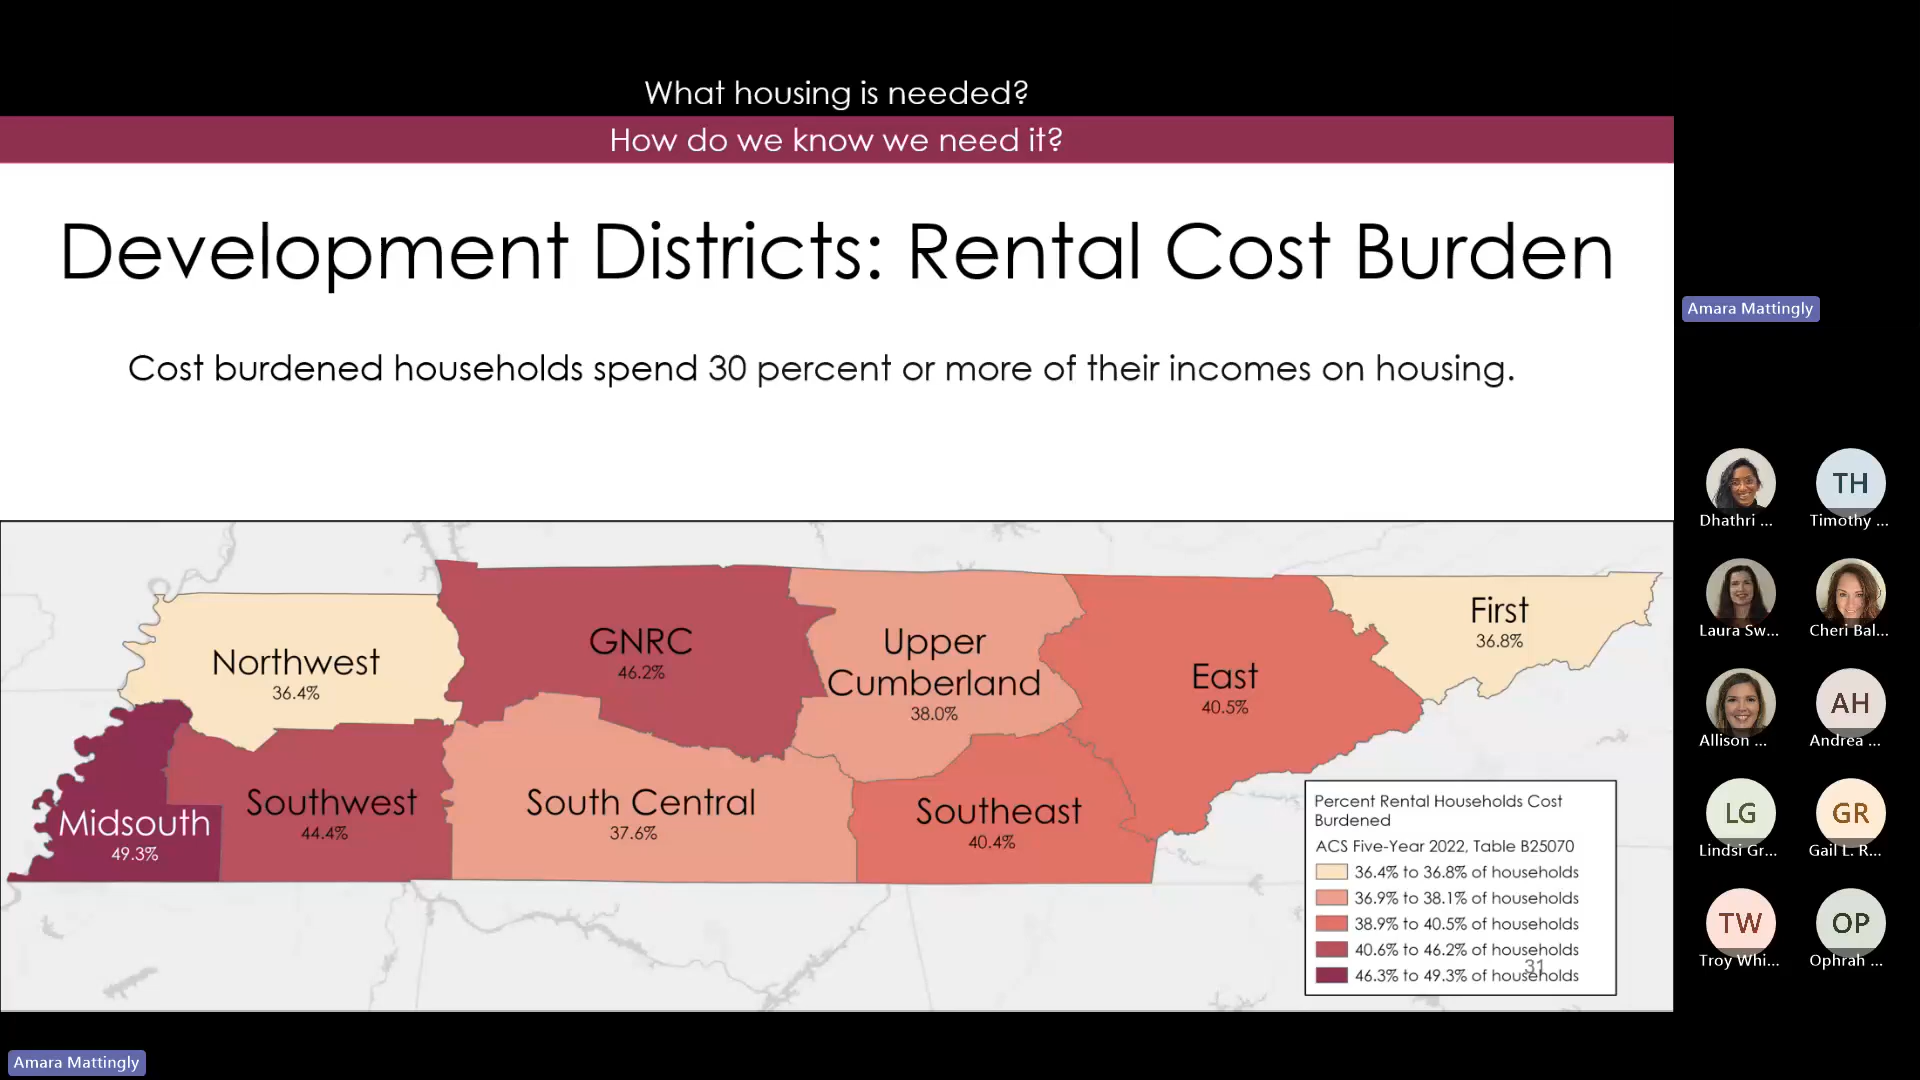 What housing is needed?
How do we know we need it?
Development Districts: Rental Cost Burden
Cost burdened households spend 30 percent or more of their incomes on housing.
Northwest
36.4%
GNRC
46.2%
Upper
Cumberland
38.0%
East
40.5%
First
36.8%
Midsouth
49.3%
Southwest
44.4%
South Central
37.6%
Southeast
40.4%
Percent Rental Households Cost
Burdened
ACS Five-Year 2022, Table B25070
36.4% to 36.8% of households
36.9% to 38.1% of households
38.9% to 40.5% of households
40.6% to 46.2% of households
46.3% to 49.3% of households
31
Amara Mattingly
Dhathri ...
TH
Timothy ...
Laura Sw...
Cheri Bal...
Allison ...
AH
Andrea ...
LG
Lindsi Gr...
GR
Gail L. R...
TW
Troy Whi...
OP
Ophrah ...
Amara Mattingly